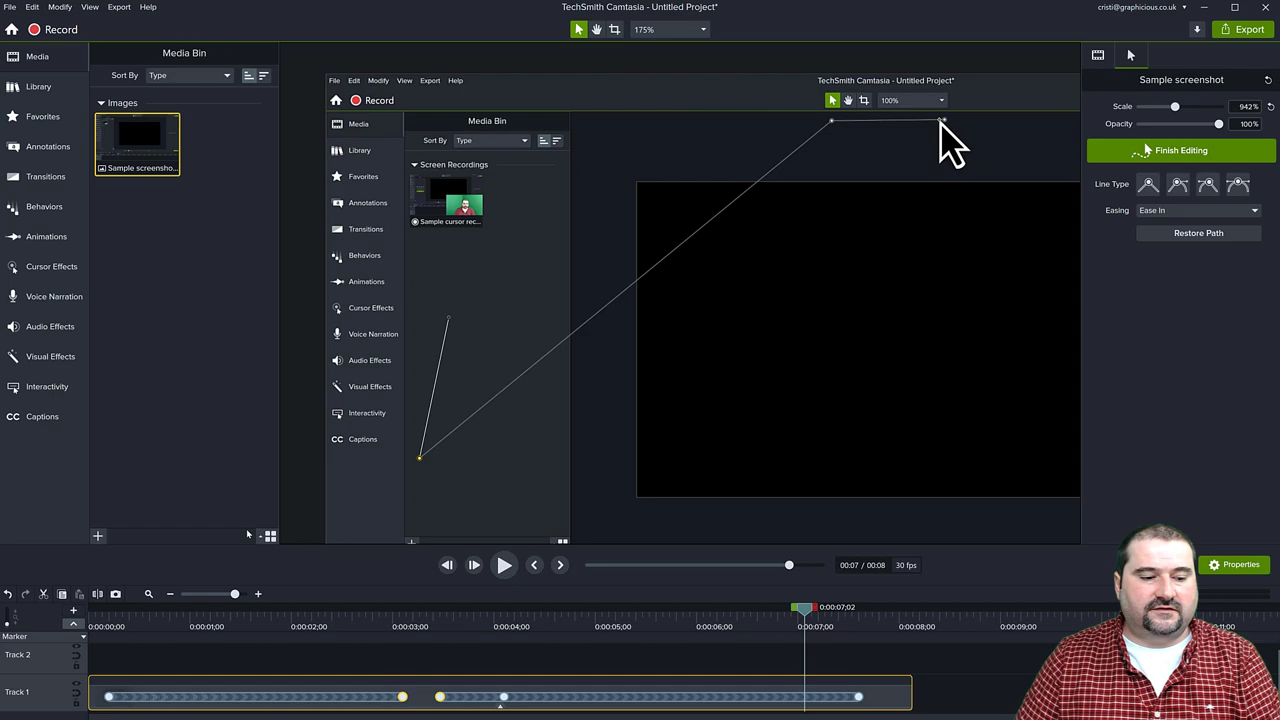 File Edit Modify View Export Help
TechSmith Camtasia - Untitled Project*
cristi@graphicious.co.uk
Record
175%
Export
Media
Library
Favorites
Annotations
Transitions
Behaviors
Animations
Cursor Effects
Voice Narration
Audio Effects
Visual Effects
Interactivity
Captions
Media Bin
Sort By Type
Images
Sample screensho...
File Edit Modify View Export Help
TechSmith Camtasia - Untitled Project*
Record
100%
Media
Library
Favorites
Annotations
Transitions
Behaviors
Animations
Cursor Effects
Voice Narration
Audio Effects
Visual Effects
Interactivity
Captions
Media Bin
Sort By Type
Screen Recordings
Sample cursor rec...
Sample screenshot
Scale 942%
Opacity 100%
Finish Editing
Line Type
Easing Ease In
Restore Path
00:07 / 00:08 30 fps
Properties
0:00:07;02
0:00:00;00 0:00:01;00 0:00:02;00 0:00:03;00 0:00:04;00 0:00:05;00 0:00:06;00 0:00:07;00 0:00:08;00 0:00:09;00 0:00:10;00
Marker
Track 2
Track 1